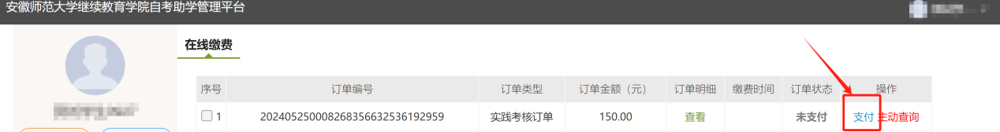 安徽师范大学继续教育学院自考助学管理平台
在线缴费
序号 订单编号 订单类型 订单金额（元） 订单明细 缴费时间 订单状态 操作
1 20240525000826835663253619​2959 实践考核订单 150.00 查看 未支付 支付 主动查询